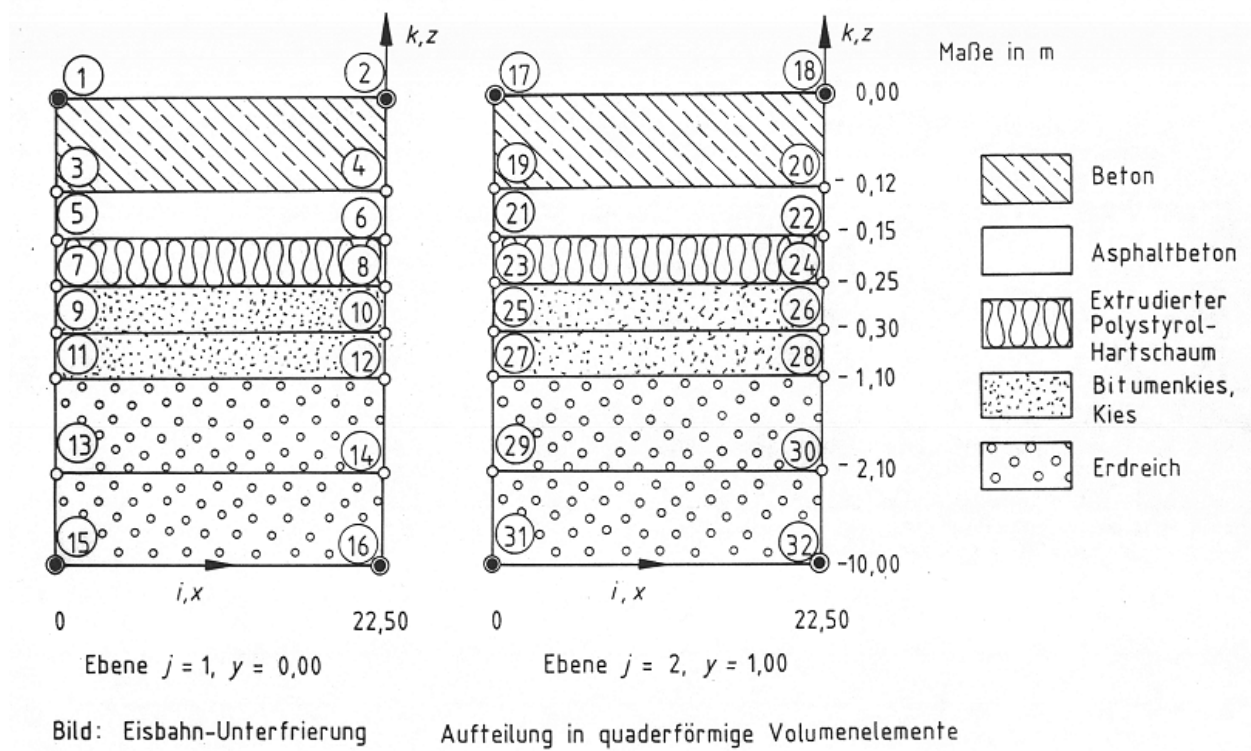 k,z
k,z
Maße in m
1
2
17
18
0,00
3
4
19
20
- 0,12
5
6
21
22
- 0,15
7
8
23
24
- 0,25
9
10
25
26
- 0,30
11
12
27
28
- 1,10
13
14
29
30
- 2,10
15
16
31
32
-10,00
i,x
i,x
0
22,50
0
22,50
Beton
Asphaltbeton
Extrudierter
Polystyrol-
Hartschaum
Bitumenkies,
Kies
Erdreich
Ebene j = 1, y = 0,00
Ebene j = 2, y = 1,00
Bild: Eisbahn-Unterfrierung
Aufteilung in quaderförmige Volumenelemente